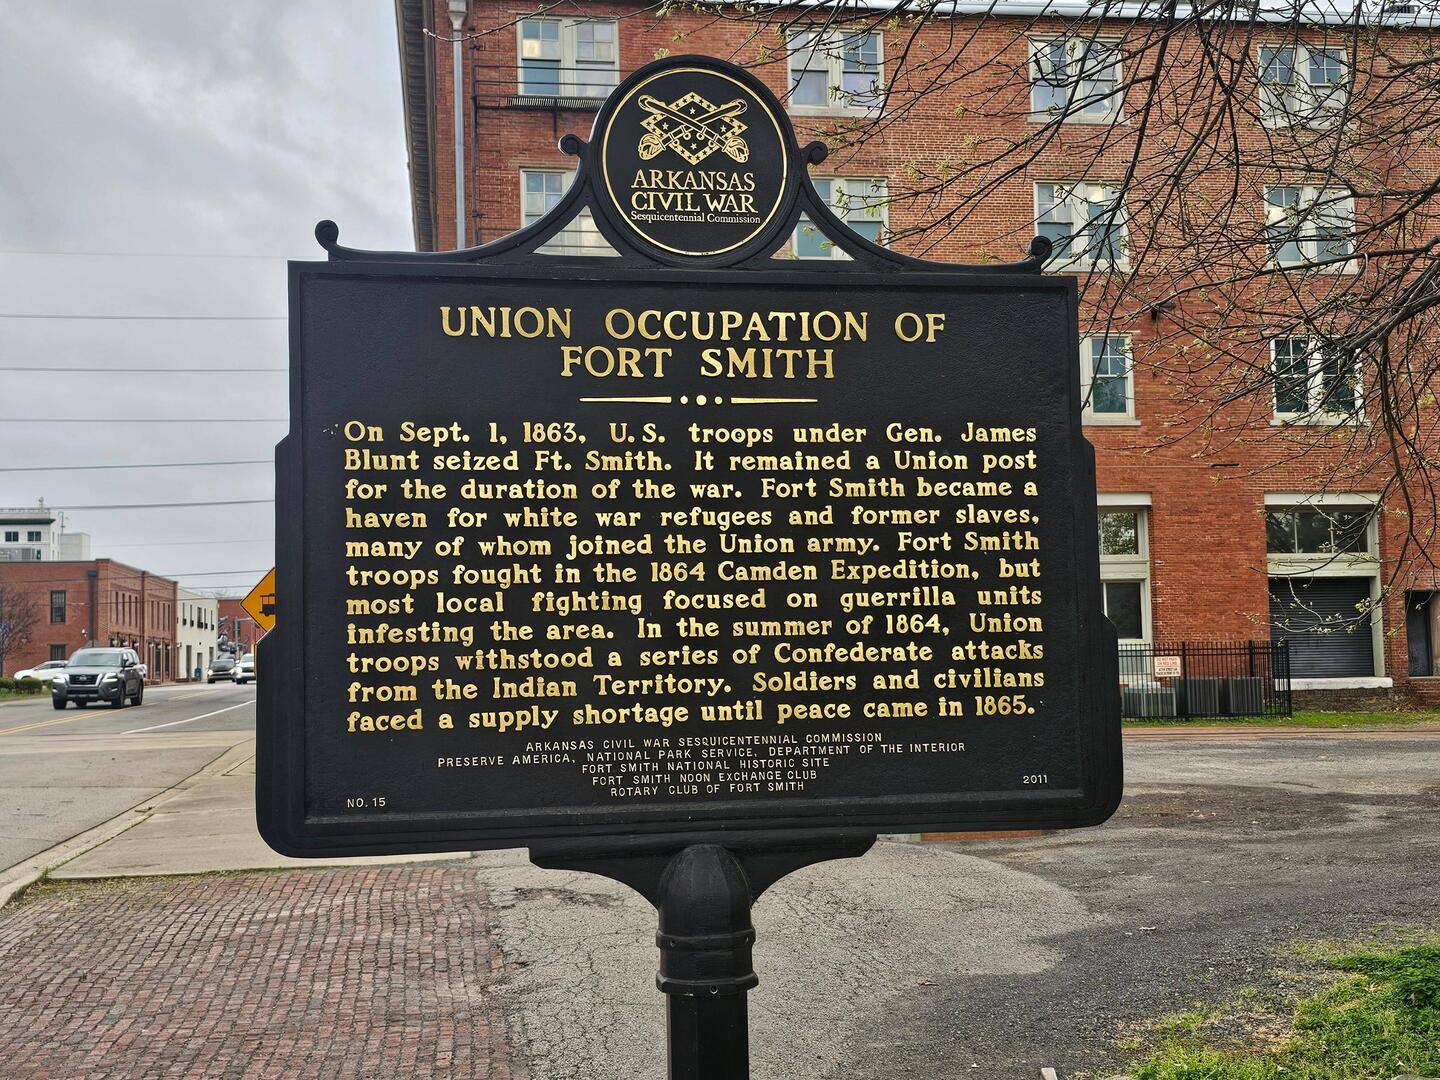 ARKANSAS
CIVIL WAR
Sesquicentennial Commission
UNION OCCUPATION OF
FORT SMITH
On Sept. 1, 1863, U.S. troops under Gen. James
Blunt seized Ft. Smith. It remained a Union post
for the duration of the war. Fort Smith became a
haven for white war refugees and former slaves,
many of whom joined the Union army. Fort Smith
troops fought in the 1864 Camden Expedition, but
most local fighting focused on guerrilla units
infesting the area. In the summer of 1864, Union
troops withstood a series of Confederate attacks
from the Indian Territory. Soldiers and civilians
faced a supply shortage until peace came in 1865.
ARKANSAS CIVIL WAR SESQUICENTENNIAL COMMISSION
PRESERVE AMERICA, NATIONAL PARK SERVICE, DEPARTMENT OF THE INTERIOR
FORT SMITH NATIONAL HISTORIC SITE
FORT SMITH NOON EXCHANGE CLUB
ROTARY CLUB OF FORT SMITH
NO. 15
2011